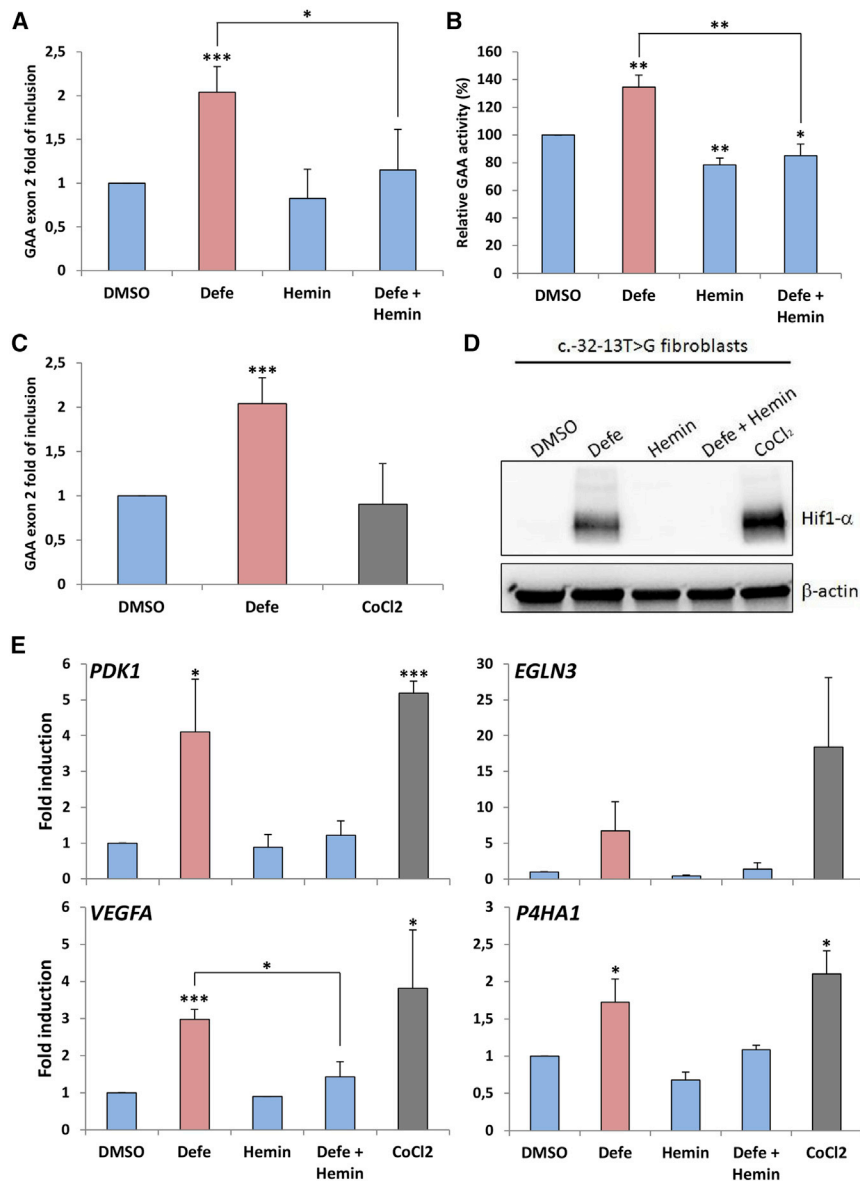 A
2,5
2
1,5
1
0,5
0
GAA exon 2 fold of inclusion
***
*
DMSO
Defe
Hemin
Defe +
Hemin
B
160
140
120
100
80
60
40
20
0
Relative GAA activity (%)
**
**
**
*
DMSO
Defe
Hemin
Defe +
Hemin
C
2,5
2
1,5
1
0,5
0
GAA exon 2 fold of inclusion
***
DMSO
Defe
CoCl2
D
c.-32-13T>G fibroblasts
DMSO
Defe
Hemin
Defe + Hemin
CoCl₂
Hif1-α
β-actin
E
PDK1
6
5
4
3
2
1
0
Fold induction
*
***
EGLN3
30
25
20
15
10
5
0
VEGFA
6
5
4
3
2
1
0
Fold induction
***
*
*
DMSO
Defe
Hemin
Defe +
Hemin
CoCl2
P4HA1
3
2,5
2
1,5
1
0,5
0
*
*
DMSO
Defe
Hemin
Defe +
Hemin
CoCl2